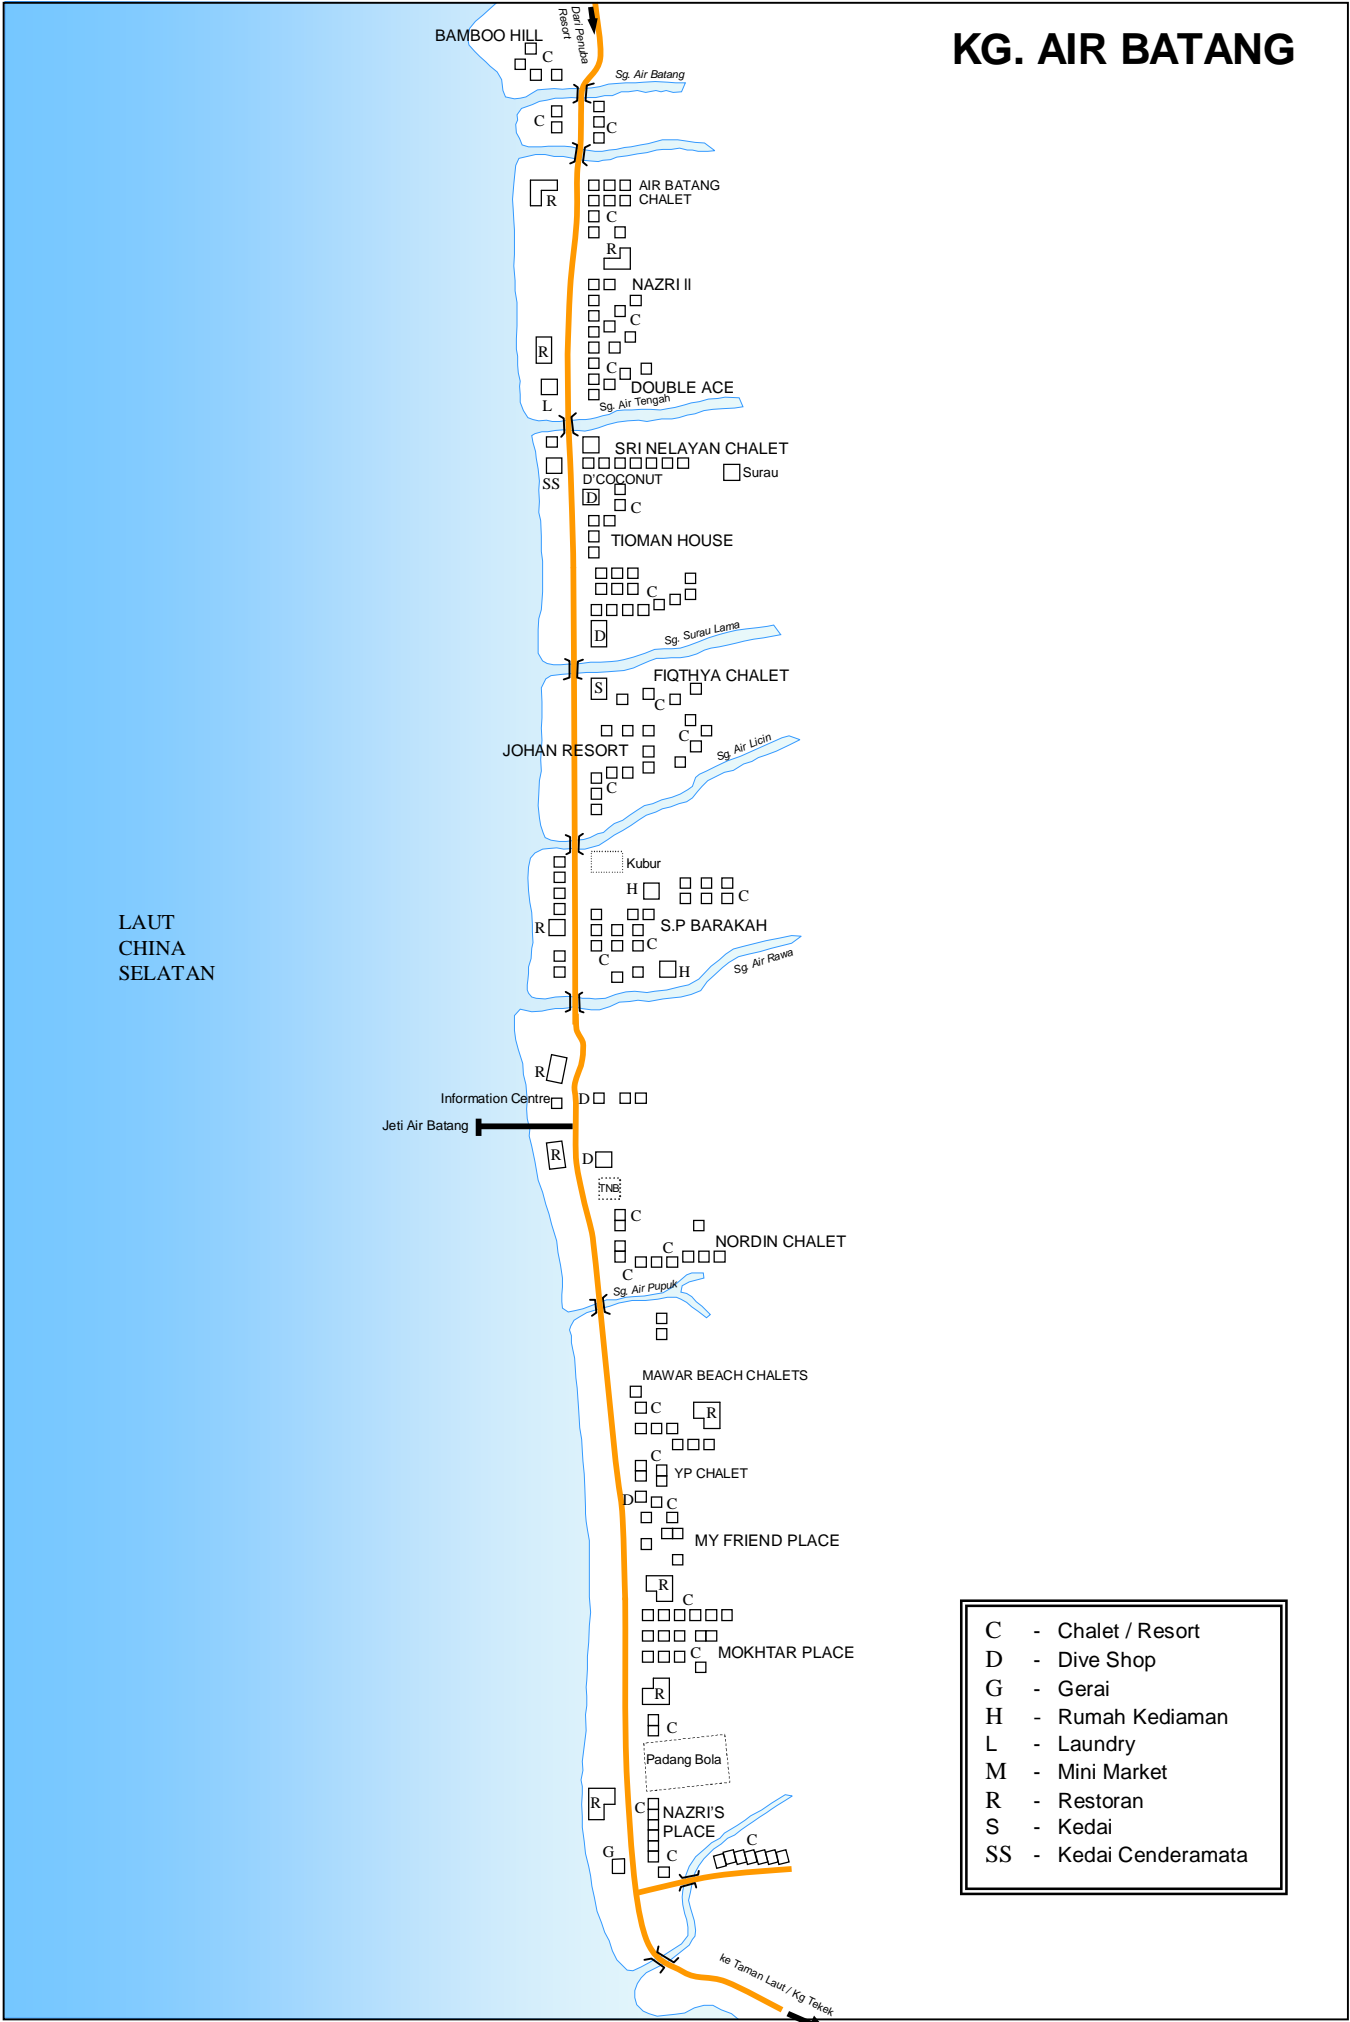 KG. AIR BATANG
Dari Penuba
Resort
BAMBOO HILL
C
Sg. Air Batang
C
C
AIR BATANG
CHALET
R
C
R
NAZRI II
C
R
C
DOUBLE ACE
L
Sg. Air Tengah
SRI NELAYAN CHALET
Surau
SS
D'COCONUT
D
C
TIOMAN HOUSE
C
D
Sg. Surau Lama
FIQTHYA CHALET
S
C
C
JOHAN RESORT
Sg. Air Licin
C
Kubur
H
C
R
S.P BARAKAH
C
C
H
Sg. Air Rawa
LAUT
CHINA
SELATAN
R
Information Centre
D
Jeti Air Batang
R
D
TNB
C
NORDIN CHALET
C
C
Sg. Air Pupuk
MAWAR BEACH CHALETS
C
R
C
YP CHALET
D
C
MY FRIEND PLACE
R
C
MOKHTAR PLACE
C
R
C
Padang Bola
R
C
NAZRI'S
PLACE
C
G
C
ke Taman Laut / Kg Tekek
C - Chalet / Resort
D - Dive Shop
G - Gerai
H - Rumah Kediaman
L - Laundry
M - Mini Market
R - Restoran
S - Kedai
SS - Kedai Cenderamata